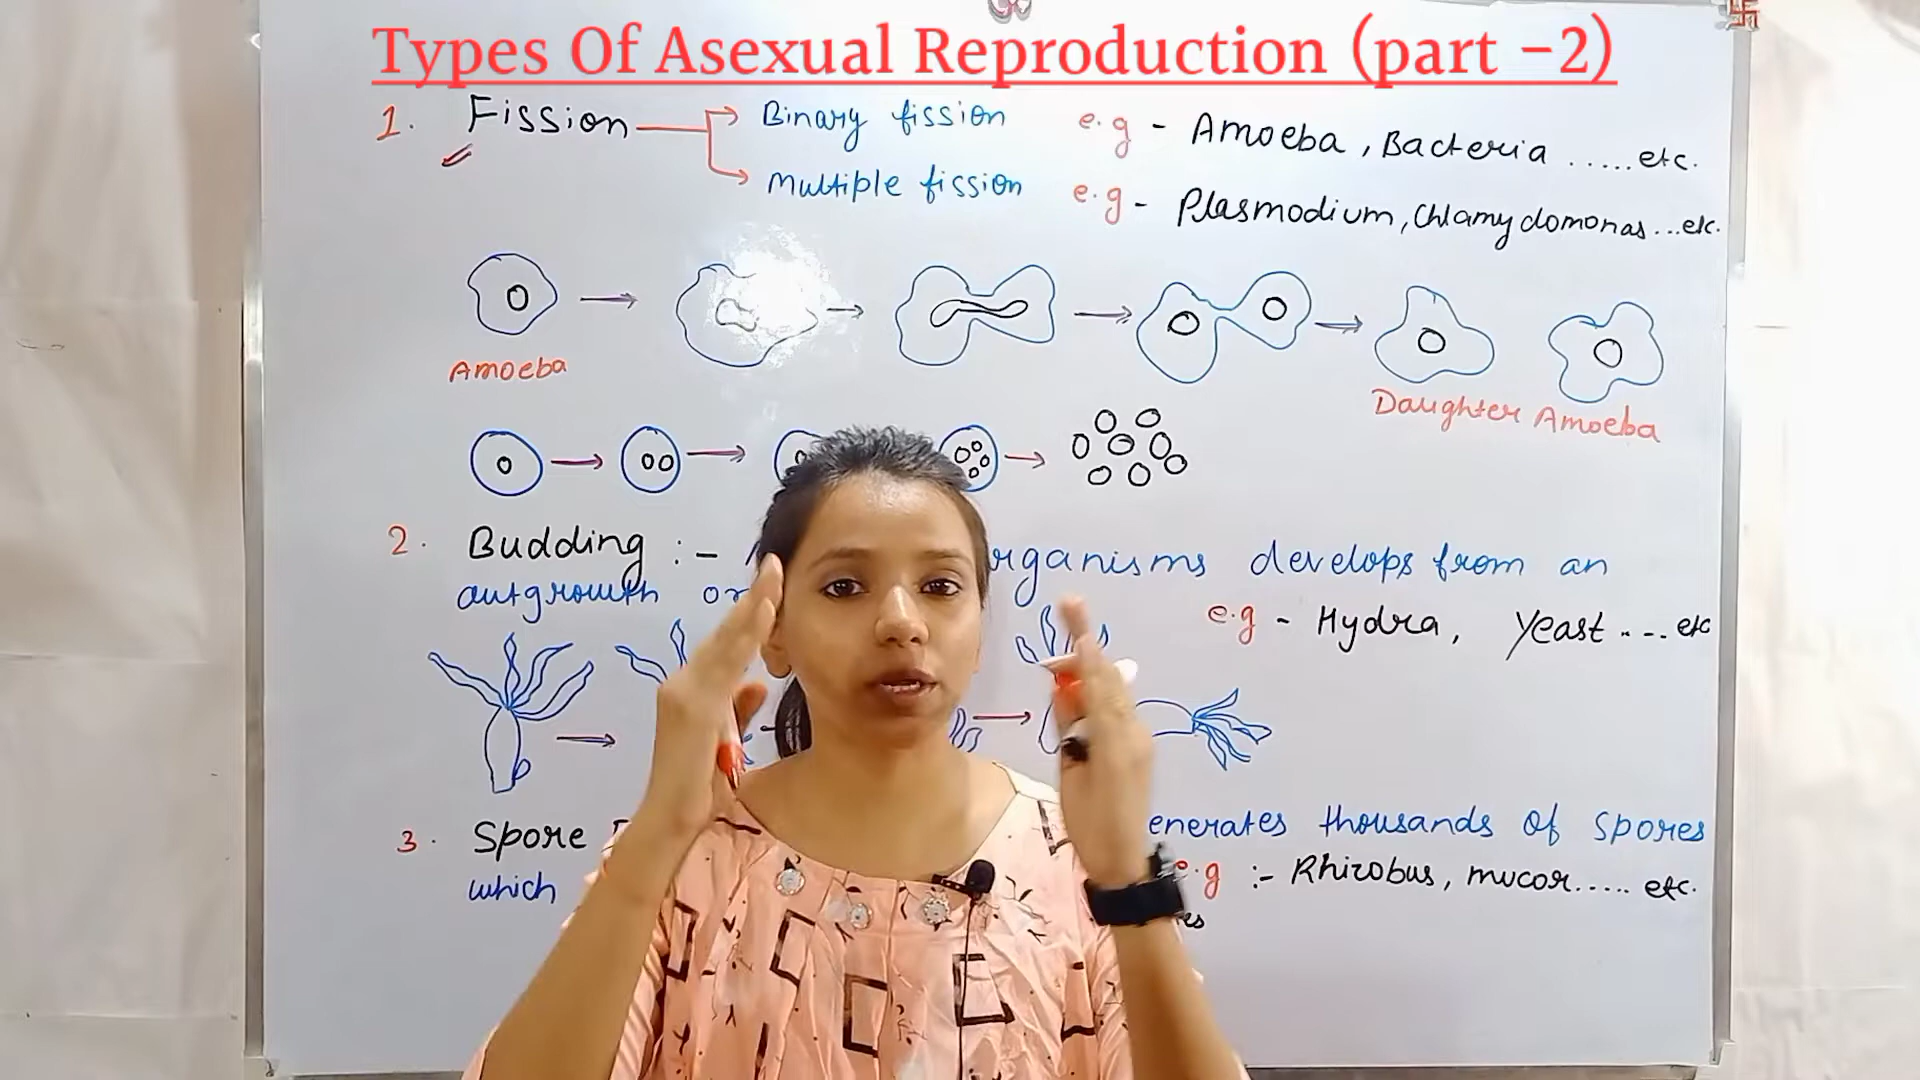 Types Of Asexual Reproduction (part -2)
1. Fission Binary fission e.g - Amoeba, Bacteria ..... etc.
Multiple fission e.g - Plasmodium, Chlamydomonas ... etc.
Amoeba
Daughter Amoeba
2. Budding :- organisms develops from an
outgrowth or
e.g - Hydra, Yeast ... etc
3. Spore enerates thousands of spores
which e.g :- Rhizobus, mucor ..... etc.